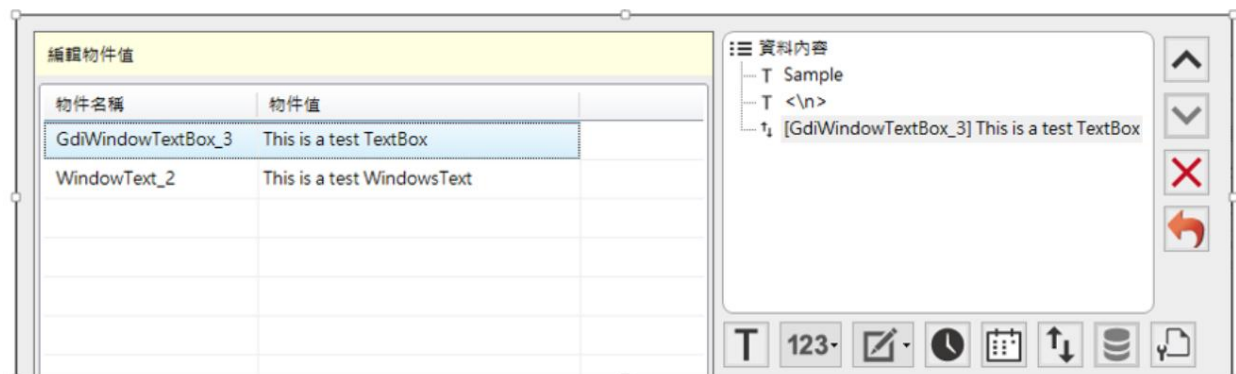 編輯物件值
物件名稱 物件值
GdiWindowTextBox_3 This is a test TextBox
WindowText_2 This is a test WindowsText
資料內容
T Sample
T <\n>
[GdiWindowTextBox_3] This is a test TextBox
T 123